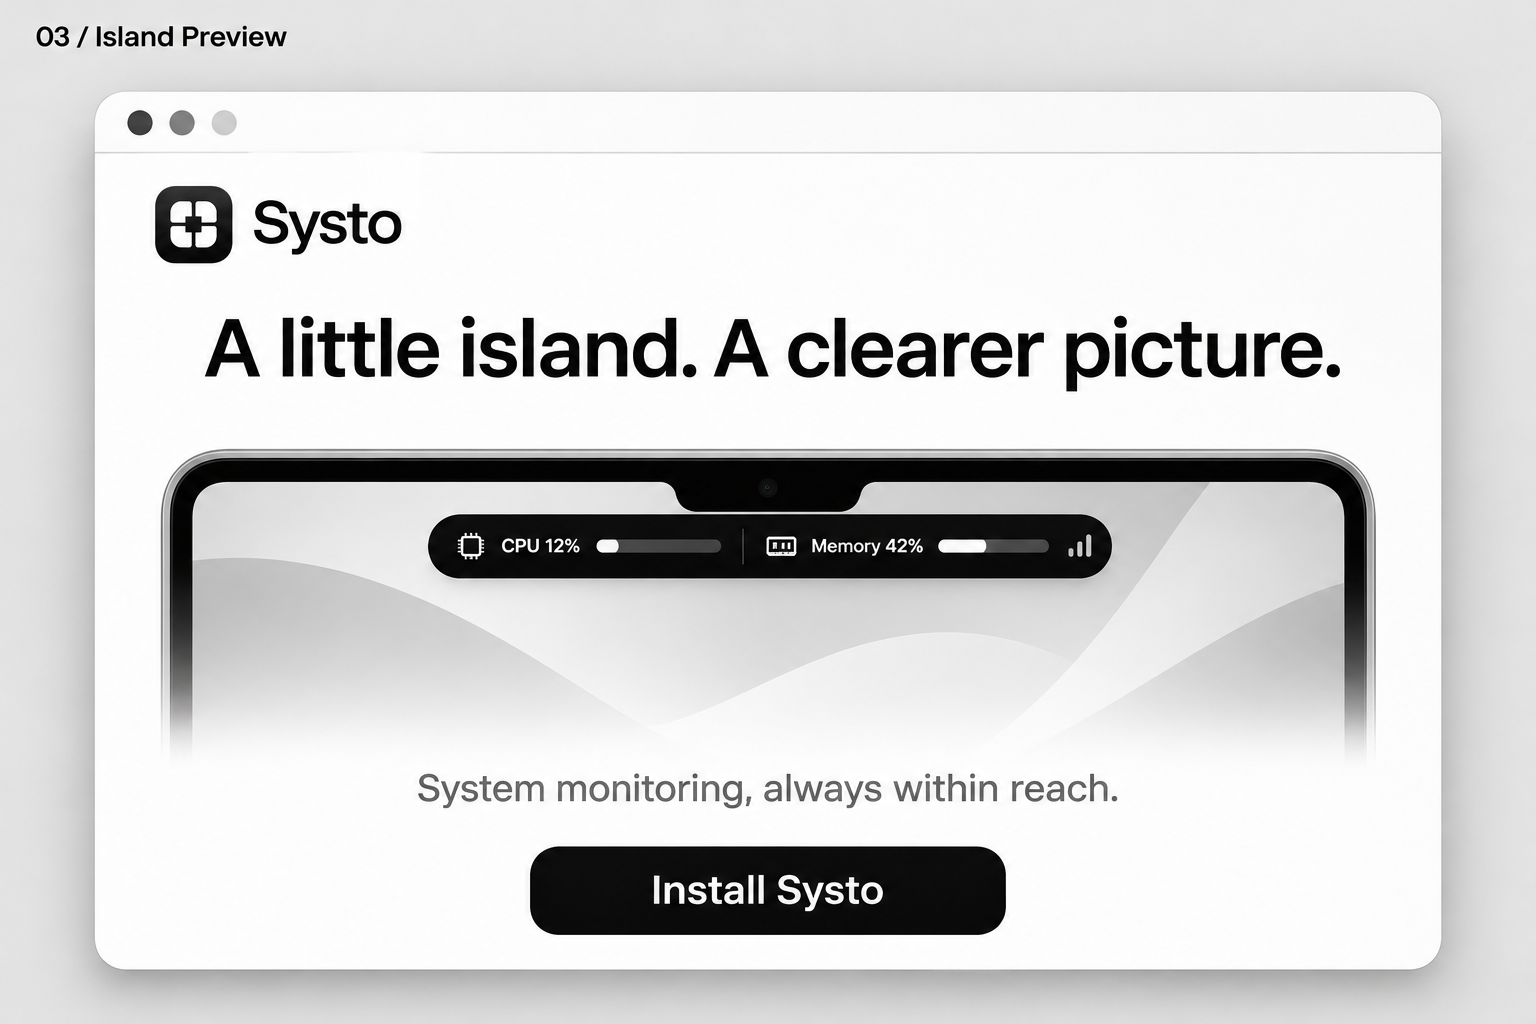 03 / Island Preview
Systo
A little island. A clearer picture.
CPU 12%
Memory 42%
System monitoring, always within reach.
Install Systo